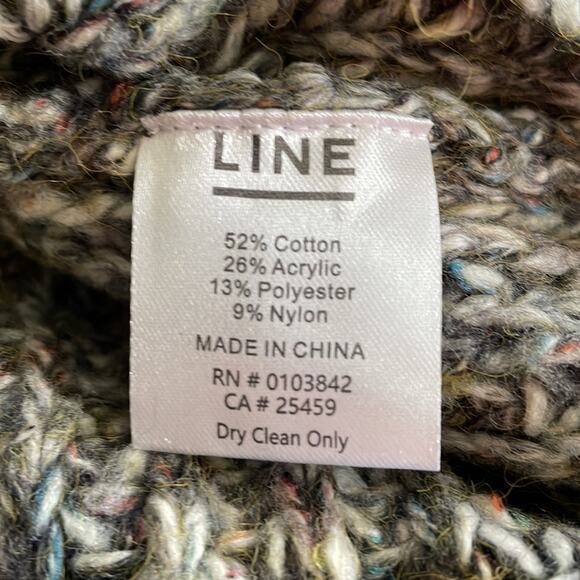 LINE
52% Cotton
26% Acrylic
13% Polyester
9% Nylon
MADE IN CHINA
RN # 0103842
CA # 25459
Dry Clean Only